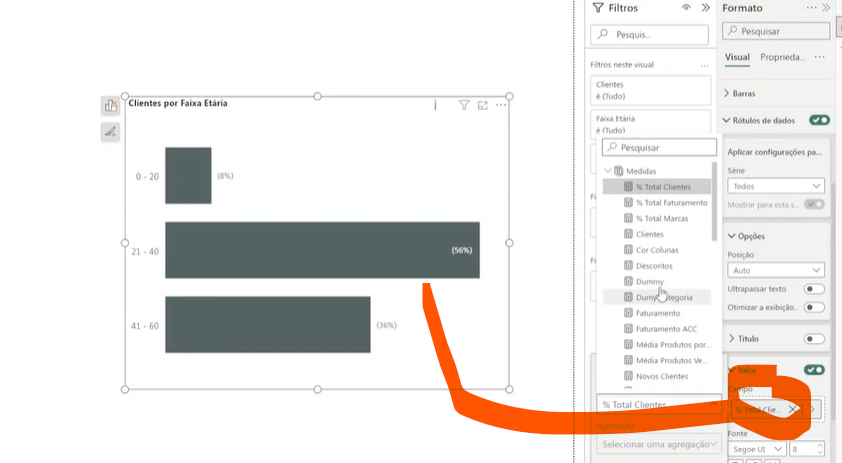 Clientes por Faixa Etária
0 - 20
(8%)
21 - 40
(56%)
41 - 60
(36%)
Filtros
Pesquis..
Filtros neste visual
...
Clientes
é (Tudo)
Faixa Etária
é (Tudo)
Pesquisar
Medidas
% Total Clientes
% Total Faturamento
% Total Marcas
Clientes
Cor Colunas
Descontos
Dummy
Faturamento
Faturamento ACC
Média Produtos por...
Média Produtos Ve...
Novos Clientes
% Total Clientes
Agregação
Selecionar uma agregação
Formato
Pesquisar
Visual
Proprieda...
Barras
Rótulos de dados
Aplicar configurações pa...
Série
Todos
Mostrar para esta s...
Opções
Posição
Auto
Ultrapassar texto
Otimizar a exibição...
Título
Valor
Campo
% Total Clie...
Fonte
Segoe UI
8